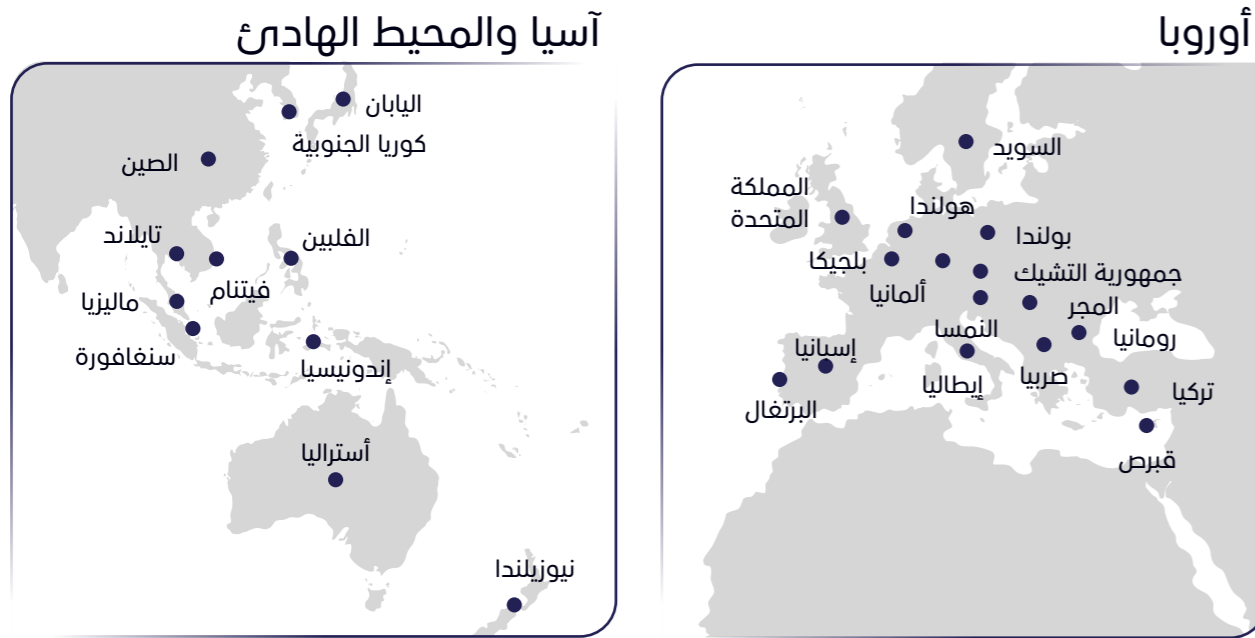 أوروبا
السويد
المملكة
المتحدة
هولندا
بولندا
بلجيكا
جمهورية التشيك
ألمانيا
المجر
النمسا
رومانيا
إسبانيا
صربيا
إيطاليا
تركيا
البرتغال
قبرص
آسيا والمحيط الهادئ
اليابان
كوريا الجنوبية
الصين
تايلاند
الفلبين
فيتنام
ماليزيا
سنغافورة
إندونيسيا
أستراليا
نيوزيلندا